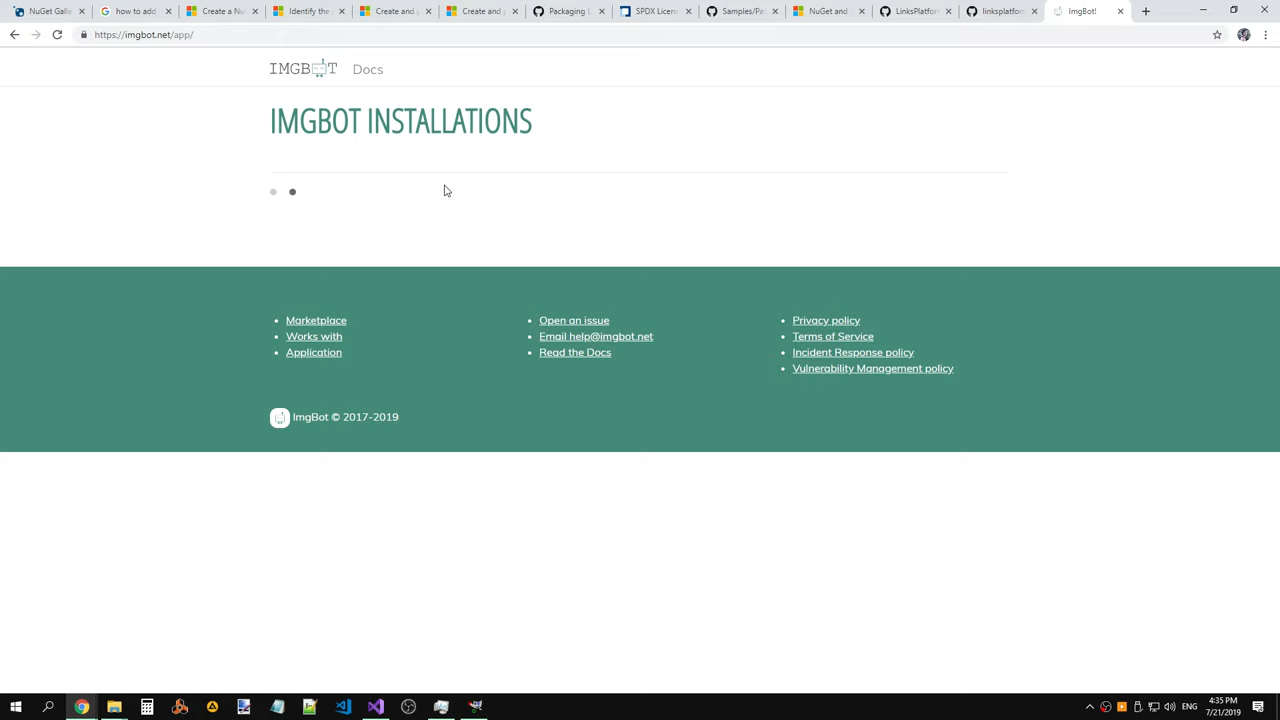 NuGet Galle
how to add
Create a Nu
Identify the
Create and
Create and
Packaging L
SPDX Licens
Samples/Pac
NuGet and
LinksPlatfor
linksplatfor
ImgBot!
https://imgbot.net/app/
IMGBOT Docs
IMGBOT INSTALLATIONS
Marketplace
Works with
Application
Open an issue
Email help@imgbot.net
Read the Docs
Privacy policy
Terms of Service
Incident Response policy
Vulnerability Management policy
ImgBot © 2017-2019
ENG
4:35 PM
7/21/2019